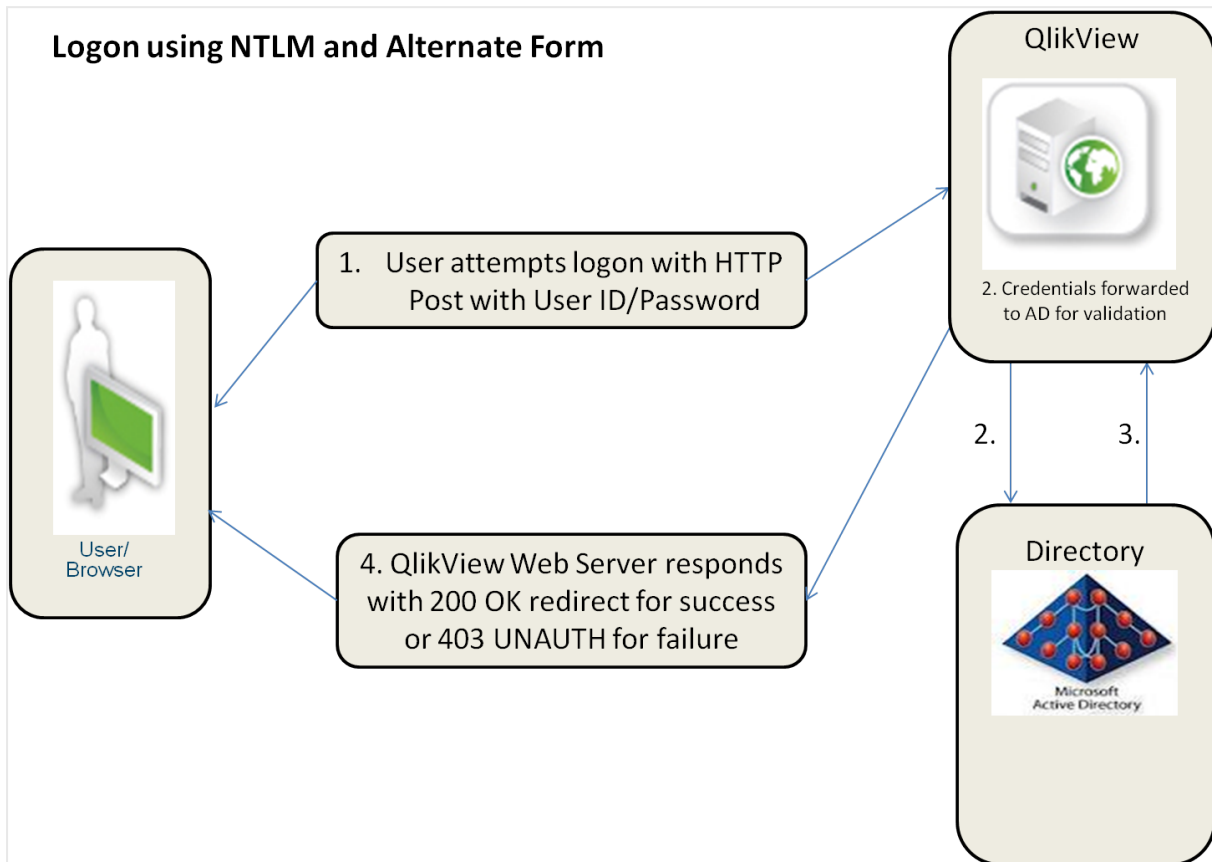 Logon using NTLM and Alternate Form
QlikView
1. User attempts logon with HTTP
Post with User ID/Password
2. Credentials forwarded
to AD for validation
User/
Browser
2.
3.
4. QlikView Web Server responds
with 200 OK redirect for success
or 403 UNAUTH for failure
Directory
Microsoft
Active Directory